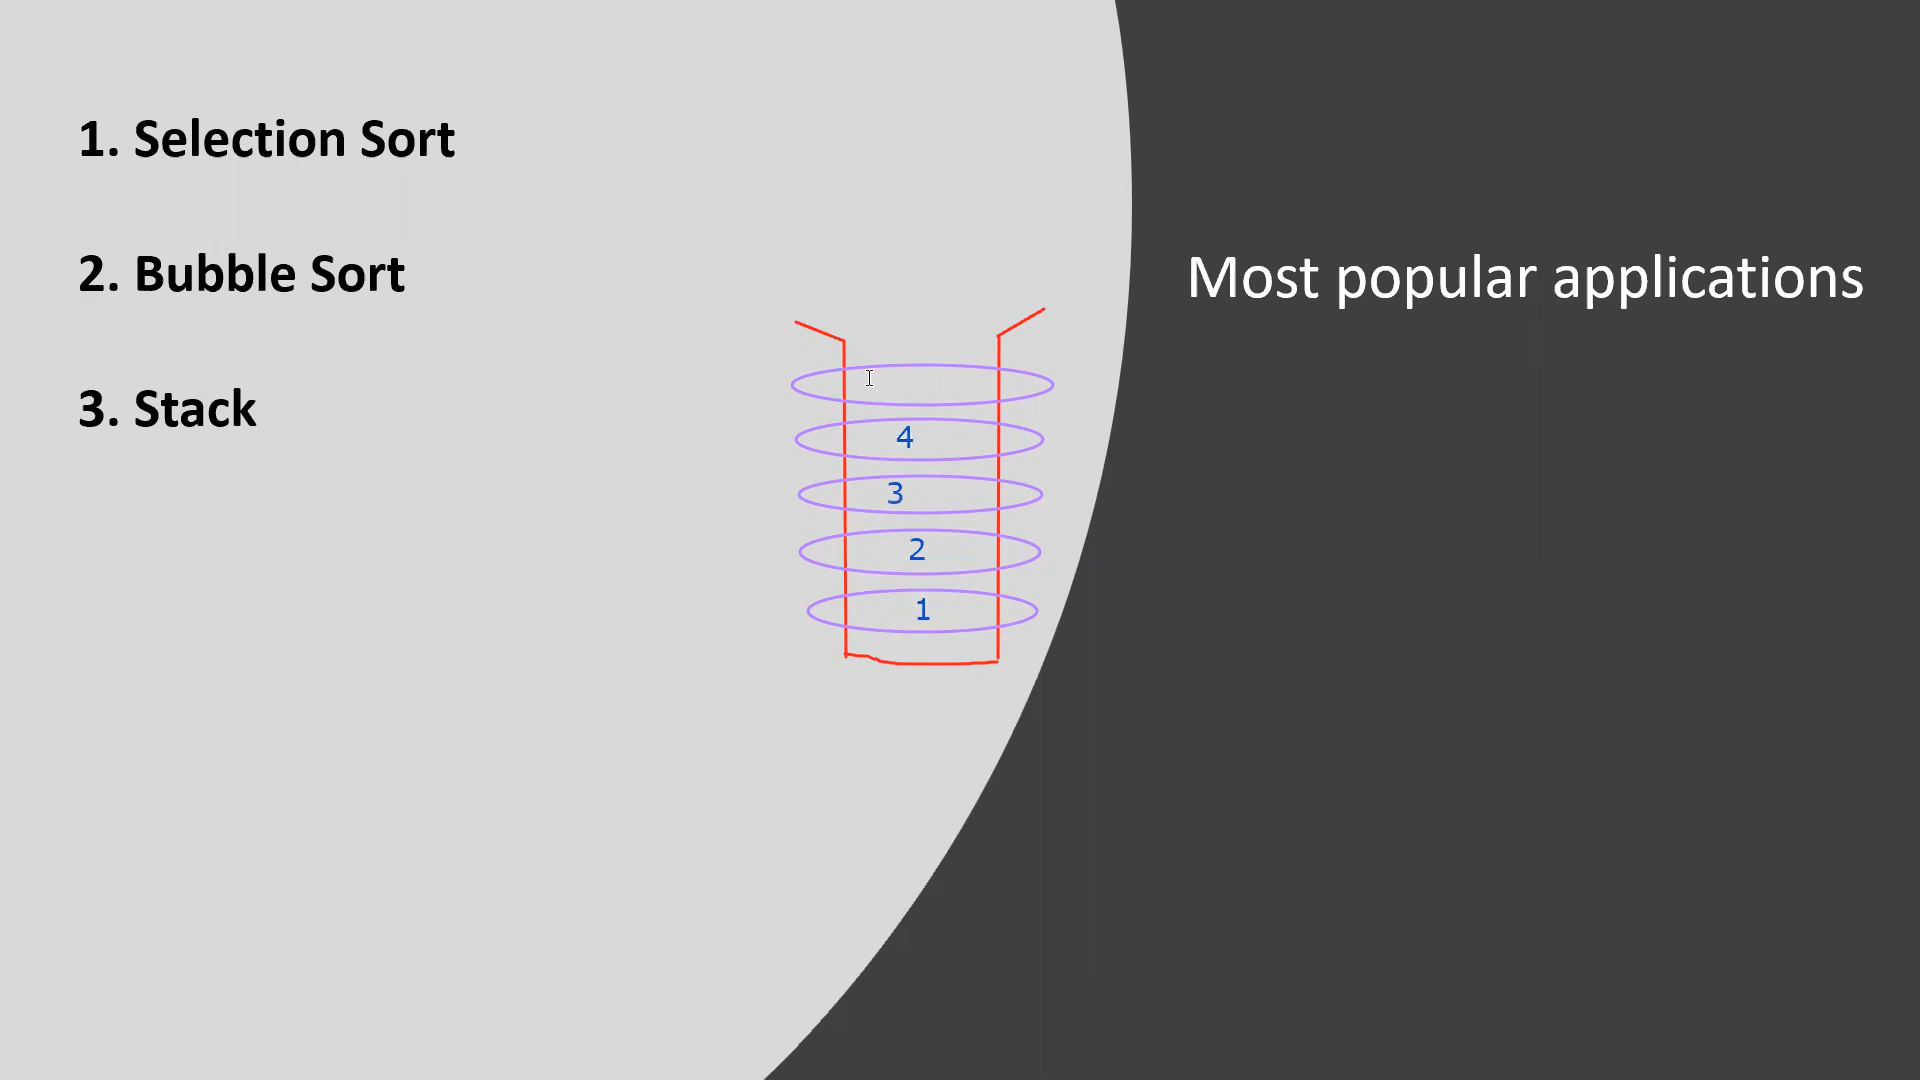 1. Selection Sort
2. Bubble Sort
3. Stack
4
3
2
1
Most popular applications